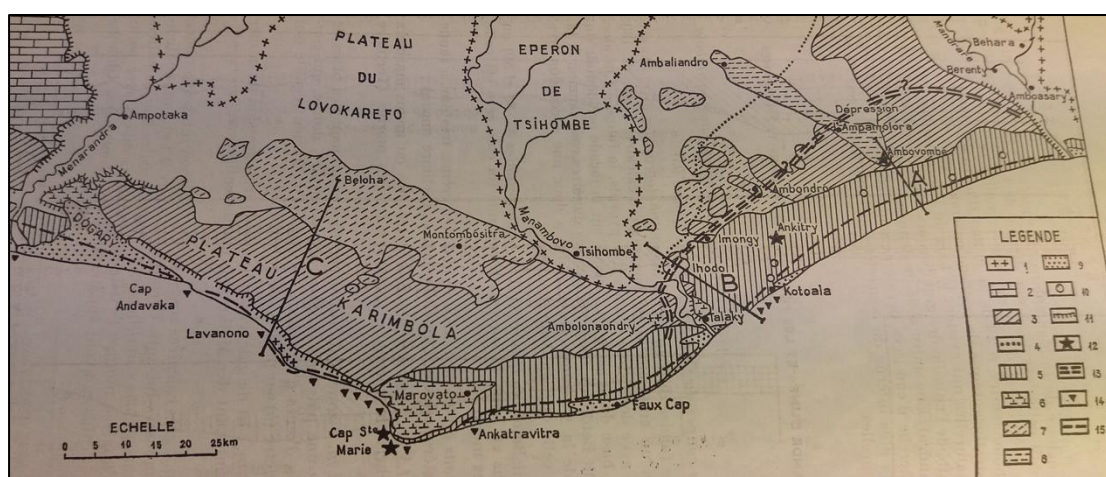 PLATEAU
DU
LOVOKAREFO
EPERON
DE
TSIHOMBE
Ambaliandro
Mandrar
Behara
Berenty
Amboasary
Ampotaka
Menarandra
Dépression
Ampamolora
Ambovombe
A
Beloha
Ambondro
DOGARY
Montombositra
Manambovo
Tsihombe
Imongy
Ankitry
PLATEAU
C
KARIMBOLA
Ihodo
B
Kotoala
Cap
Andavaka
Lavanono
Ambolonaondry
Talaky
Marovato
Faux Cap
Cap Ste
Marie
Ankatravitra
ECHELLE
0 5 10 15 20 25km
LEGENDE
1 9
2 10
3 11
4 12
5 13
6 14
7 15
8